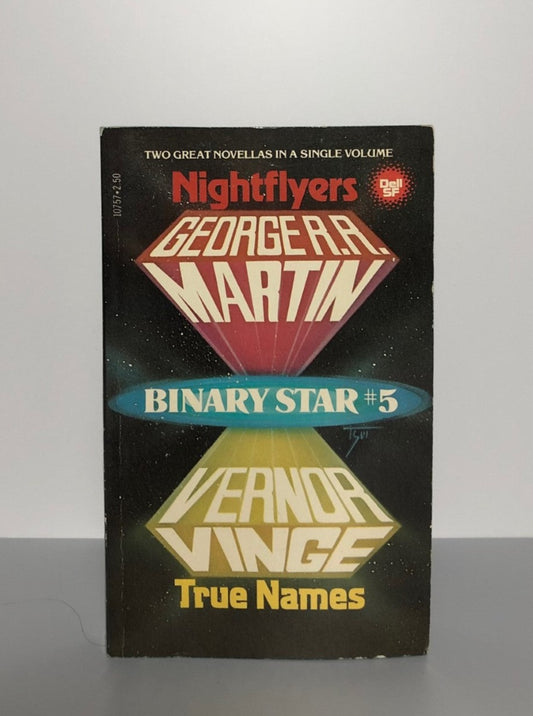 TWO GREAT NOVELLAS IN A SINGLE VOLUME
Nightflyers
Dell
SF
10757•2.50
GEORGE R.R.
MARTIN
BINARY STAR #5
Tsui
VERNOR
VINGE
True Names